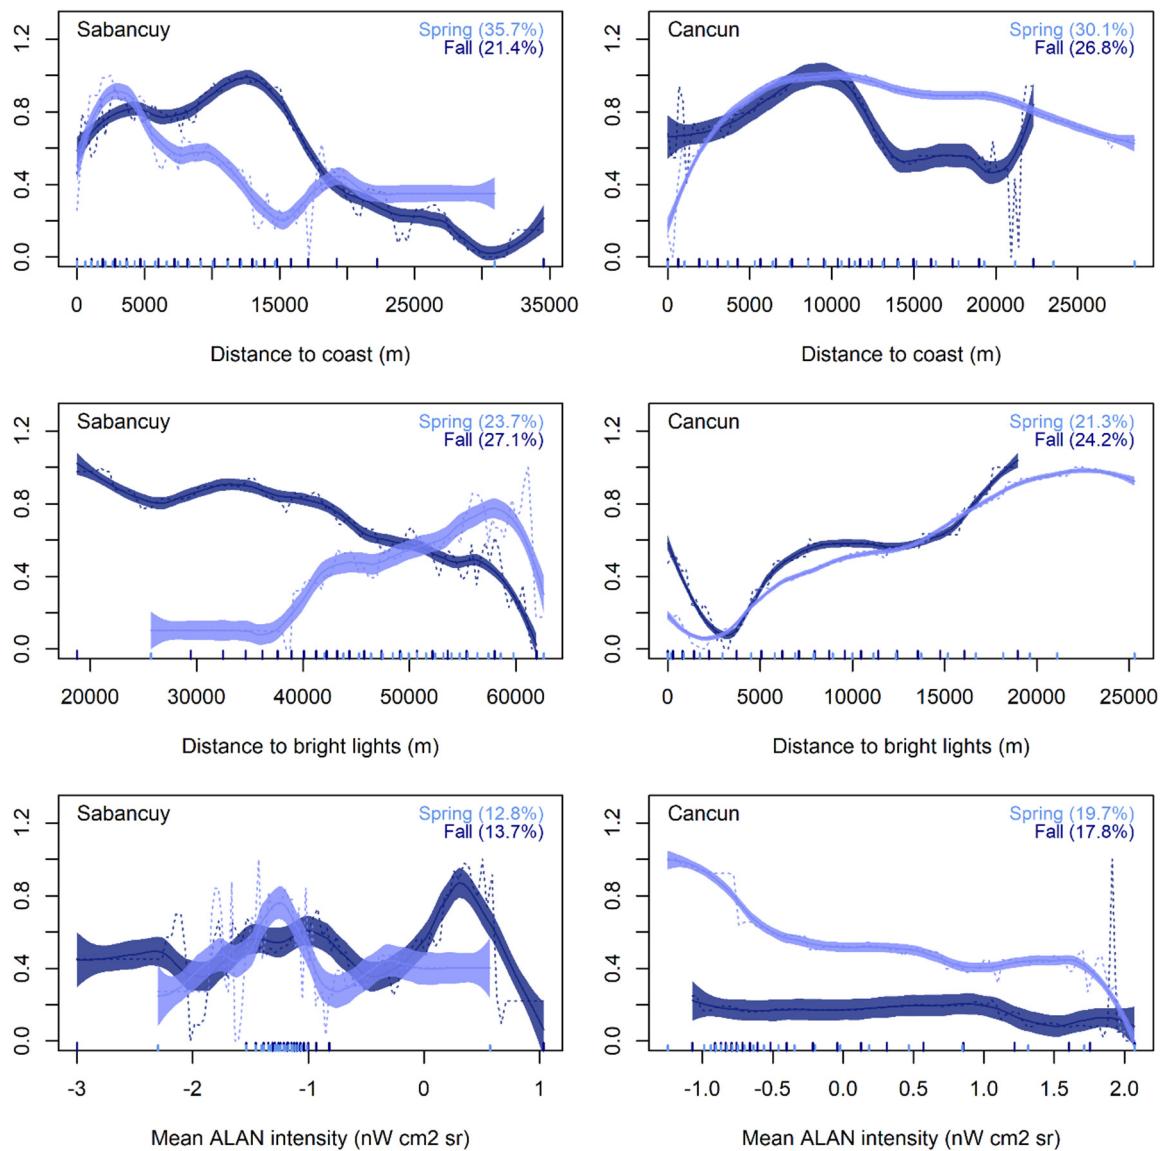 Sabancuy
Spring (35.7%)
Fall (21.4%)
0.0 0.4 0.8 1.2
0 5000 15000 25000 35000
Distance to coast (m)
Cancun
Spring (30.1%)
Fall (26.8%)
0.0 0.4 0.8 1.2
0 5000 10000 15000 20000 25000
Distance to coast (m)
Sabancuy
Spring (23.7%)
Fall (27.1%)
0.0 0.4 0.8 1.2
20000 30000 40000 50000 60000
Distance to bright lights (m)
Cancun
Spring (21.3%)
Fall (24.2%)
0.0 0.4 0.8 1.2
0 5000 10000 15000 20000 25000
Distance to bright lights (m)
Sabancuy
Spring (12.8%)
Fall (13.7%)
0.0 0.4 0.8 1.2
-3 -2 -1 0 1
Mean ALAN intensity (nW cm2 sr)
Cancun
Spring (19.7%)
Fall (17.8%)
0.0 0.4 0.8 1.2
-1.0 -0.5 0.0 0.5 1.0 1.5 2.0
Mean ALAN intensity (nW cm2 sr)